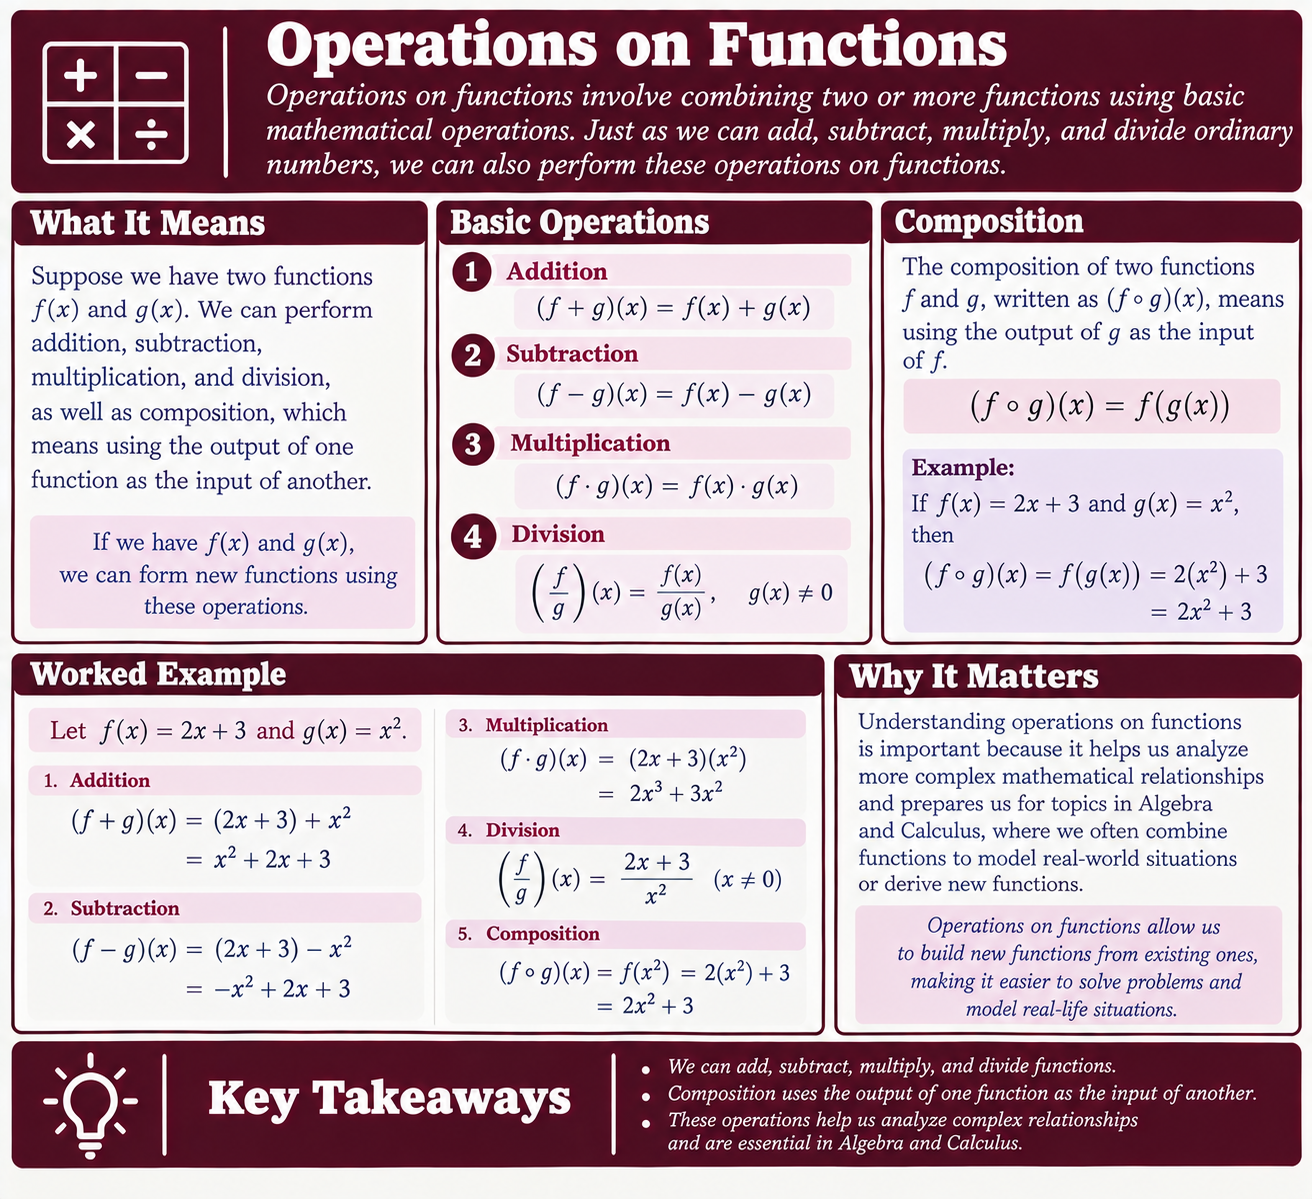 + −
× ÷
Operations on Functions
Operations on functions involve combining two or more functions using basic
mathematical operations. Just as we can add, subtract, multiply, and divide ordinary
numbers, we can also perform these operations on functions.
What It Means
Suppose we have two functions
f(x) and g(x). We can perform
addition, subtraction,
multiplication, and division,
as well as composition, which
means using the output of one
function as the input of another.
If we have f(x) and g(x),
we can form new functions using
these operations.
Basic Operations
1 Addition
(f + g)(x) = f(x) + g(x)
2 Subtraction
(f − g)(x) = f(x) − g(x)
3 Multiplication
(f · g)(x) = f(x) · g(x)
4 Division
(f/g)(x) = f(x)/g(x), g(x) ≠ 0
Composition
The composition of two functions
f and g, written as (f ∘ g)(x), means
using the output of g as the input
of f.
(f ∘ g)(x) = f(g(x))
Example:
If f(x) = 2x + 3 and g(x) = x²,
then
(f ∘ g)(x) = f(g(x)) = 2(x²) + 3
= 2x² + 3
Worked Example
Let f(x) = 2x + 3 and g(x) = x².
1. Addition
(f + g)(x) = (2x + 3) + x²
= x² + 2x + 3
2. Subtraction
(f − g)(x) = (2x + 3) − x²
= −x² + 2x + 3
3. Multiplication
(f · g)(x) = (2x + 3)(x²)
= 2x³ + 3x²
4. Division
(f/g)(x) = 2x + 3/x² (x ≠ 0)
5. Composition
(f ∘ g)(x) = f(x²) = 2(x²) + 3
= 2x² + 3
Why It Matters
Understanding operations on functions
is important because it helps us analyze
more complex mathematical relationships
and prepares us for topics in Algebra
and Calculus, where we often combine
functions to model real-world situations
or derive new functions.
Operations on functions allow us
to build new functions from existing ones,
making it easier to solve problems and
model real-life situations.
Key Takeaways
• We can add, subtract, multiply, and divide functions.
• Composition uses the output of one function as the input of another.
• These operations help us analyze complex relationships
and are essential in Algebra and Calculus.